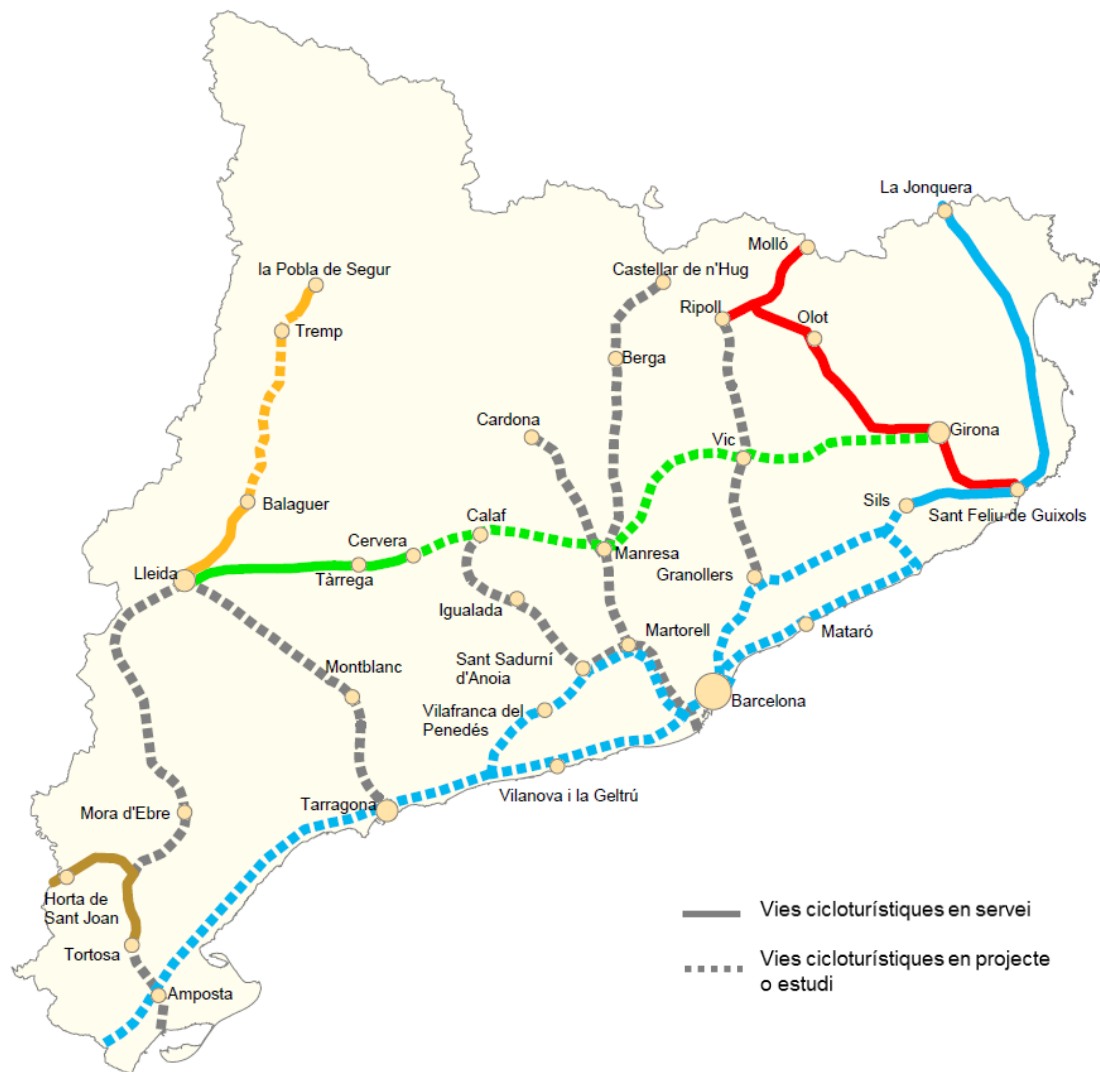 La Jonquera
Molló
la Pobla de Segur
Castellar de n'Hug
Ripoll
Olot
Tremp
Berga
Cardona
Girona
Vic
Balaguer
Sils
Sant Feliu de Guixols
Calaf
Cervera
Manresa
Lleida
Tàrrega
Granollers
Igualada
Martorell
Mataró
Montblanc
Sant Sadurní
d'Anoia
Barcelona
Vilafranca del
Penedés
Vilanova i la Geltrú
Tarragona
Mora d'Ebre
Horta de
Sant Joan
Vies cicloturístiques en servei
Tortosa
Vies cicloturístiques en projecte
o estudi
Amposta